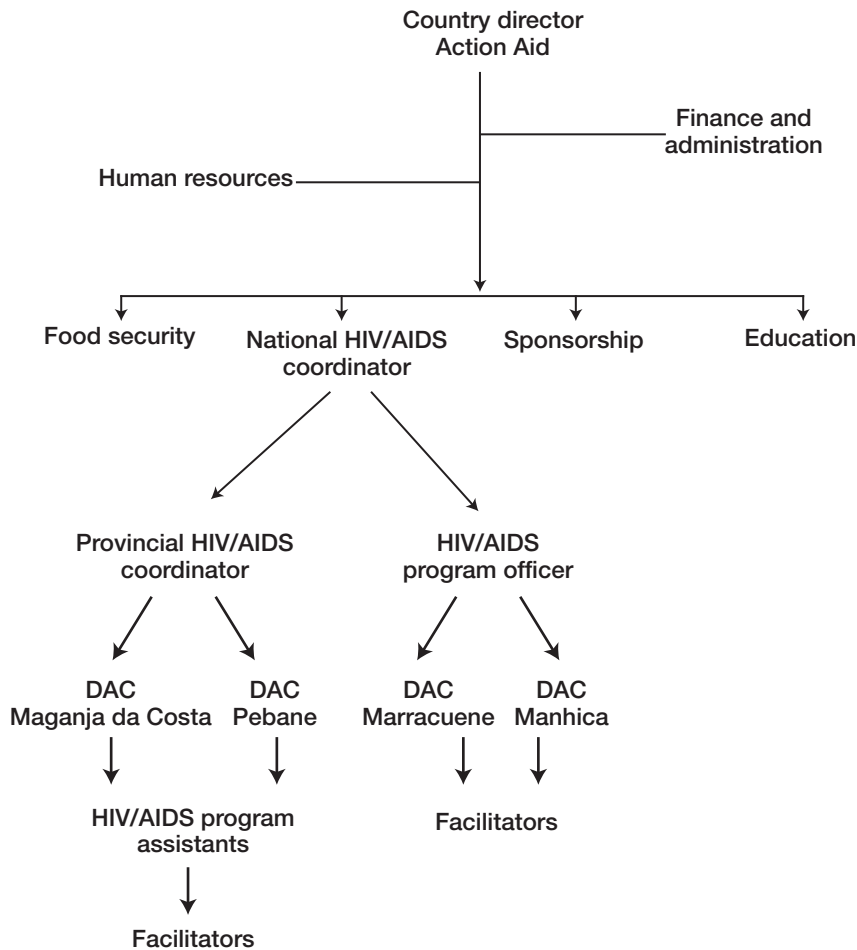 Country director
Action Aid
Finance and
administration
Human resources
Food security
National HIV/AIDS
coordinator
Sponsorship
Education
Provincial HIV/AIDS
coordinator
HIV/AIDS
program officer
DAC
Maganja da Costa
DAC
Pebane
DAC
Marracuene
DAC
Manhica
HIV/AIDS program
assistants
Facilitators
Facilitators